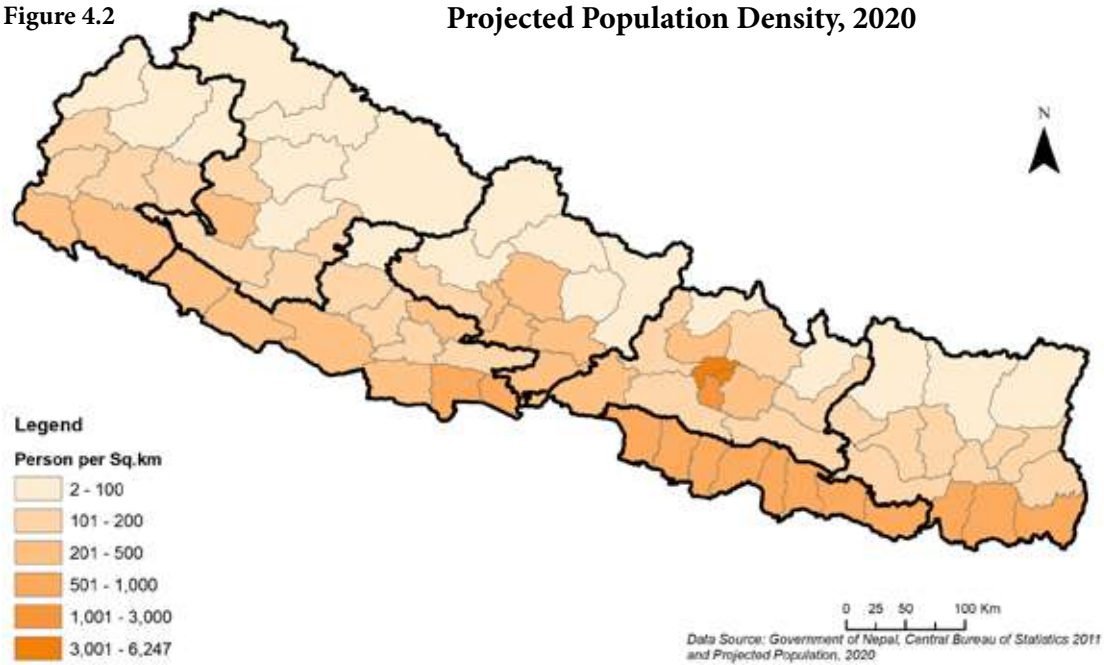 Figure 4.2
Projected Population Density, 2020
N
Legend
Person per Sq.km
2 - 100
101 - 200
201 - 500
501 - 1,000
1,001 - 3,000
3,001 - 6,247
0 25 50 100 Km
Data Source: Government of Nepal, Central Bureau of Statistics 2011
and Projected Population, 2020